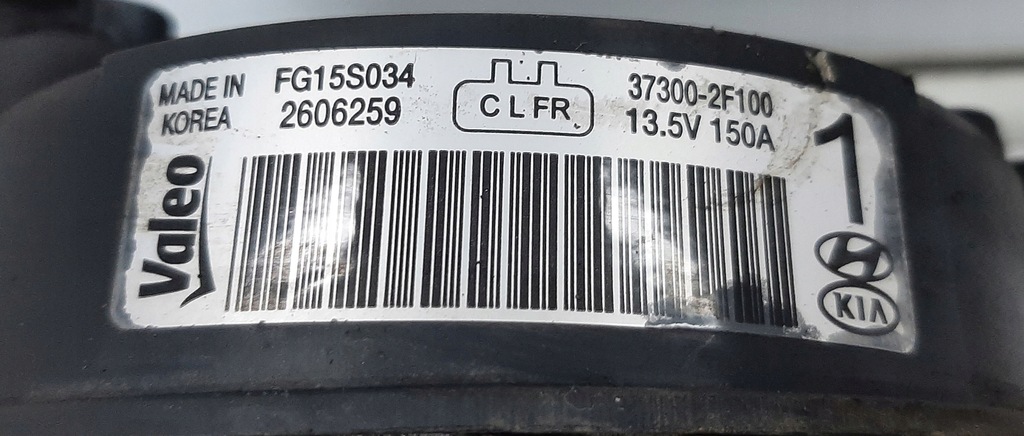 MADE IN
KOREA
FG15S034
2606259
C L FR
37300-2F100
13.5V 150A
1
Valeo
KIA